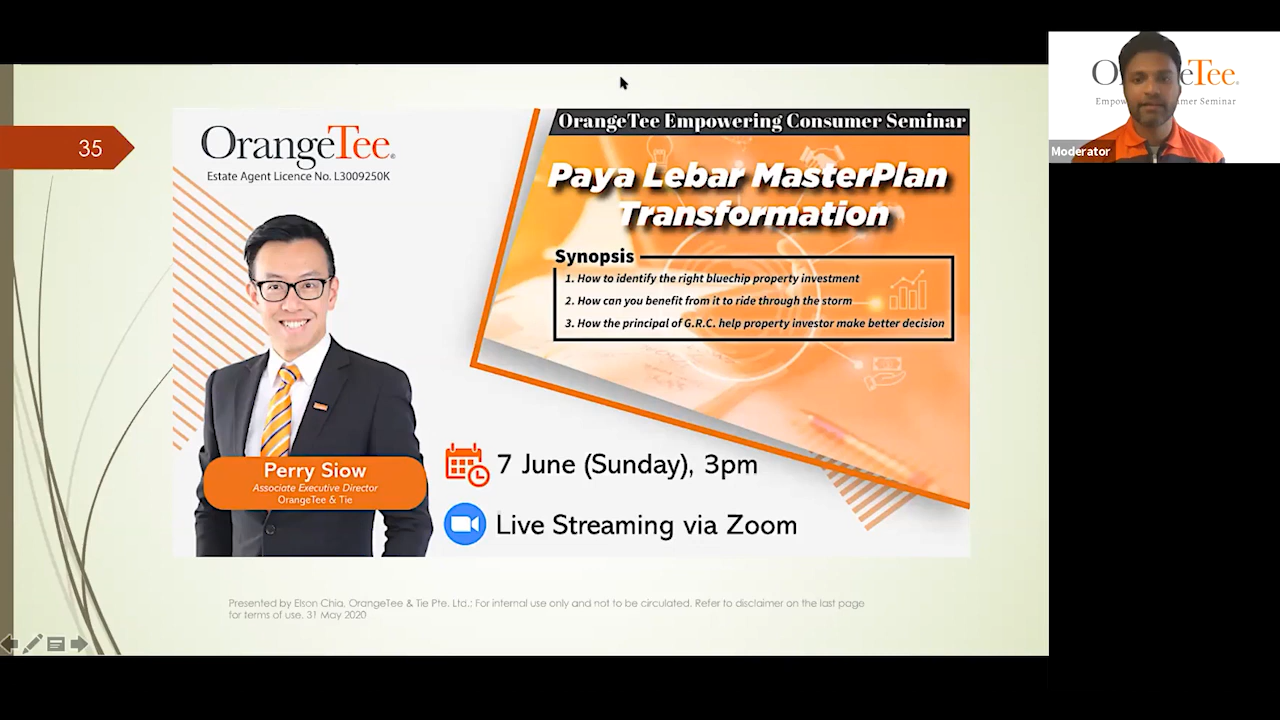 35
OrangeTee
Estate Agent Licence No. L3009250K
OrangeTee Empowering Consumer Seminar
Paya Lebar MasterPlan
Transformation
Synopsis
1. How to identify the right bluechip property investment
2. How can you benefit from it to ride through the storm
3. How the principal of G.R.C. help property investor make better decision
Perry Siow
Associate Executive Director
OrangeTee & Tie
7 June (Sunday), 3pm
Live Streaming via Zoom
Presented by Elson Chia, OrangeTee & Tie Pte. Ltd.; For internal use only and not to be circulated. Refer to disclaimer on the last page
for terms of use. 31 May 2020
Moderator
Seminar